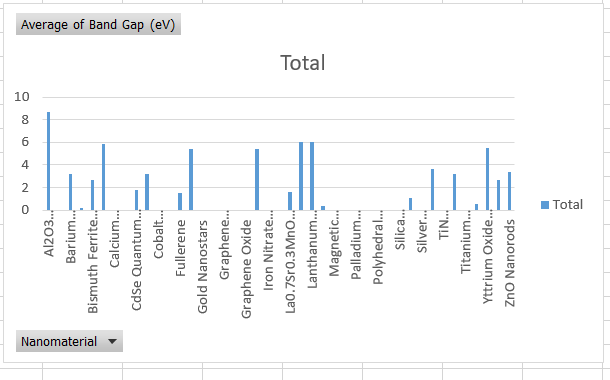 Average of Band Gap (eV)
Total
10
8
6
4
2
0
Al2O3...
Barium...
Bismuth Ferrite...
Calcium...
CdSe Quantum...
Cobalt...
Fullerene
Gold Nanostars
Graphene...
Graphene Oxide
Iron Nitrate...
La0.7Sr0.3MnO...
Lanthanum...
Magnetic...
Palladium...
Polyhedral...
Silica...
Silver...
TiN...
Titanium...
Yttrium Oxide...
ZnO Nanorods
Total
Nanomaterial